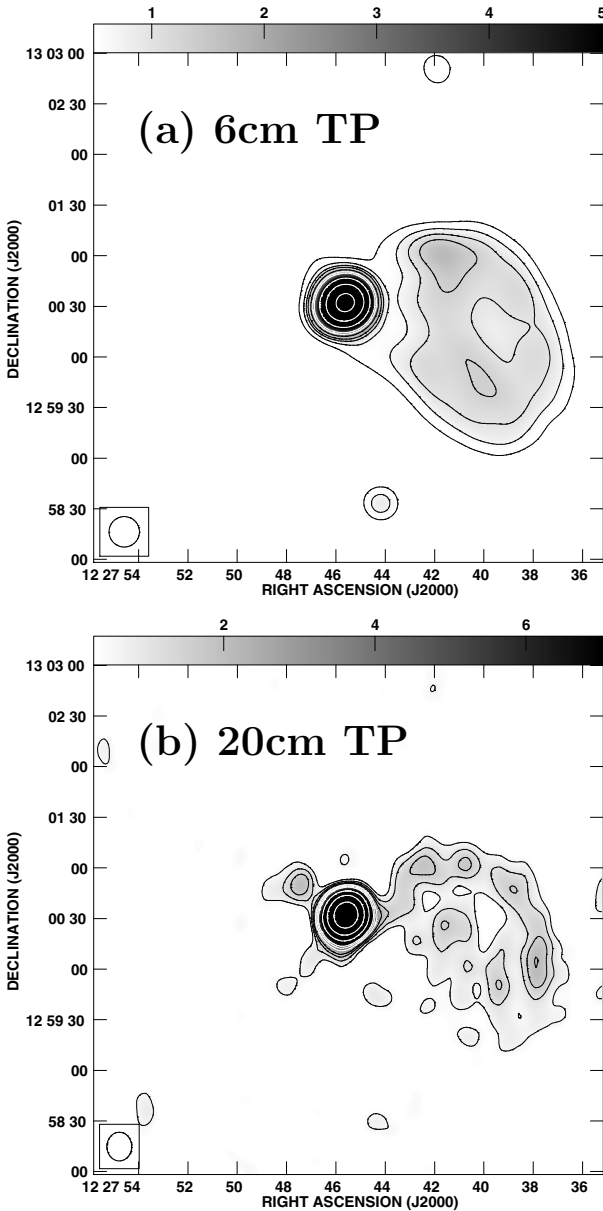 1 2 3 4 5
(a) 6cm TP
DECLINATION (J2000)
13 03 00
02 30
00
01 30
00
00 30
00
12 59 30
00
58 30
00
12 27 54 52 50 48 46 44 42 40 38 36
RIGHT ASCENSION (J2000)
2 4 6
(b) 20cm TP
DECLINATION (J2000)
13 03 00
02 30
00
01 30
00
00 30
00
12 59 30
00
58 30
00
12 27 54 52 50 48 46 44 42 40 38 36
RIGHT ASCENSION (J2000)